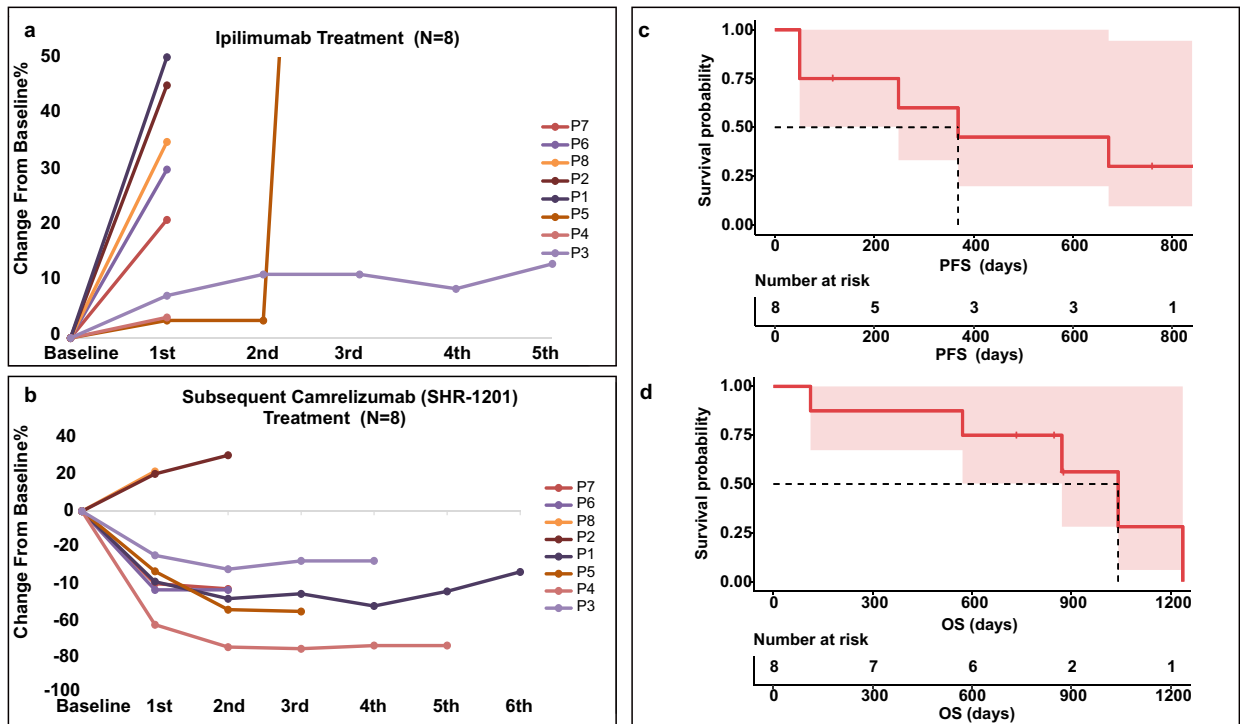 a
Ipilimumab Treatment (N=8)
Change From Baseline%
50
40
30
20
10
0
Baseline 1st 2nd 3rd 4th 5th
P7
P6
P8
P2
P1
P5
P4
P3
b
Subsequent Camrelizumab (SHR-1201)
Treatment (N=8)
Change From Baseline%
40
20
0
-20
-10
-60
-80
-100
Baseline 1st 2nd 3rd 4th 5th 6th
P7
P6
P8
P2
P1
P5
P4
P3
c
Survival probability
1.00
0.75
0.50
0.25
0.00
0 200 400 600 800
PFS (days)
Number at risk
8 5 3 3 1
0 200 400 600 800
PFS (days)
d
Survival probability
1.00
0.75
0.50
0.25
0.00
0 300 600 900 1200
OS (days)
Number at risk
8 7 6 2 1
0 300 600 900 1200
OS (days)